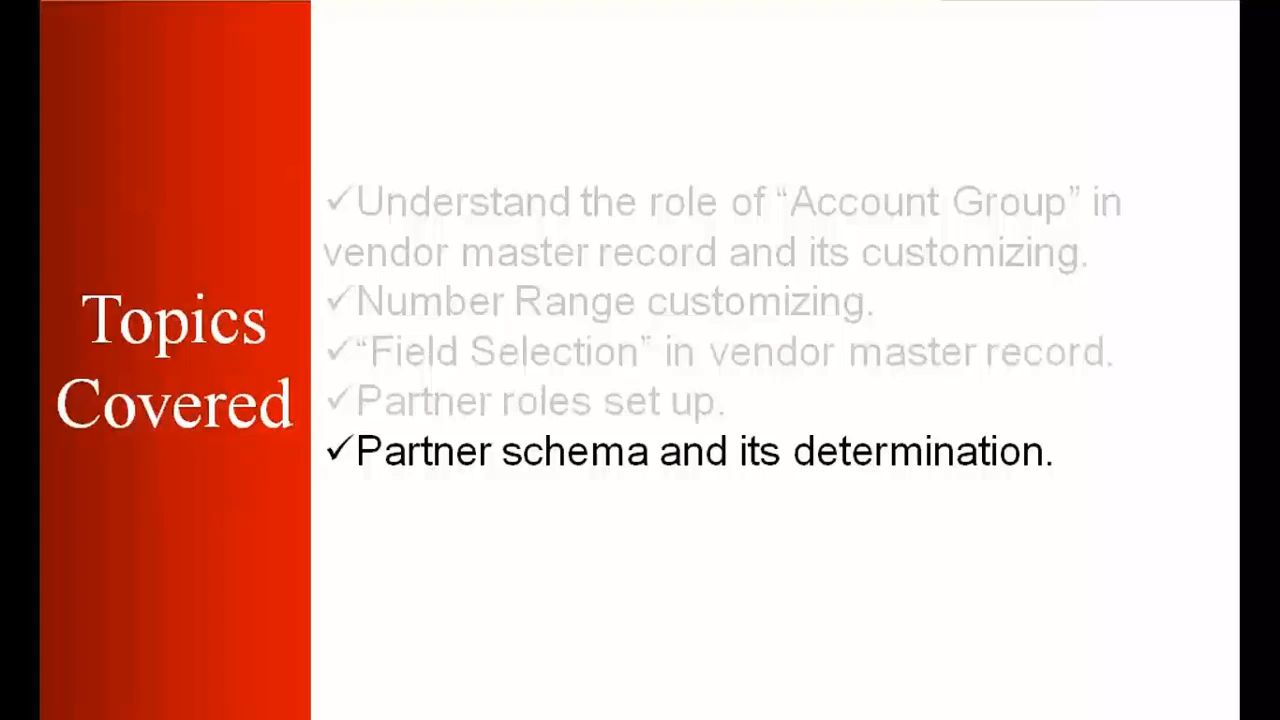 Topics
Covered
✓Understand the role of “Account Group” in
vendor master record and its customizing.
✓Number Range customizing.
✓“Field Selection” in vendor master record.
✓Partner roles set up.
✓Partner schema and its determination.